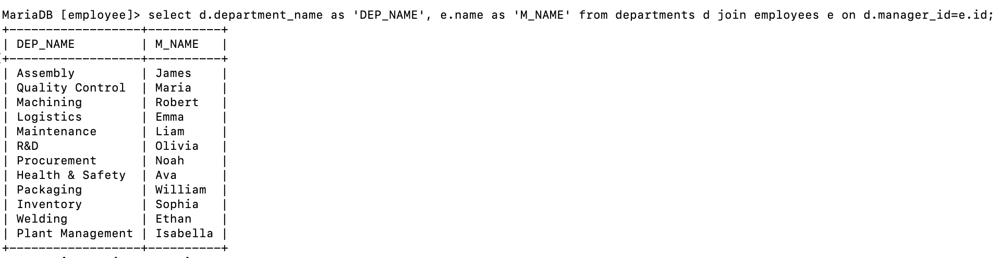 MariaDB [employee]> select d.department_name as 'DEP_NAME', e.name as 'M_NAME' from departments d join employees e on d.manager_id=e.id;
+------------------+----------+
| DEP_NAME         | M_NAME   |
+------------------+----------+
| Assembly         | James    |
| Quality Control  | Maria    |
| Machining        | Robert   |
| Logistics        | Emma     |
| Maintenance      | Liam     |
| R&D              | Olivia   |
| Procurement      | Noah     |
| Health & Safety  | Ava      |
| Packaging        | William  |
| Inventory        | Sophia   |
| Welding          | Ethan    |
| Plant Management | Isabella |
+------------------+----------+